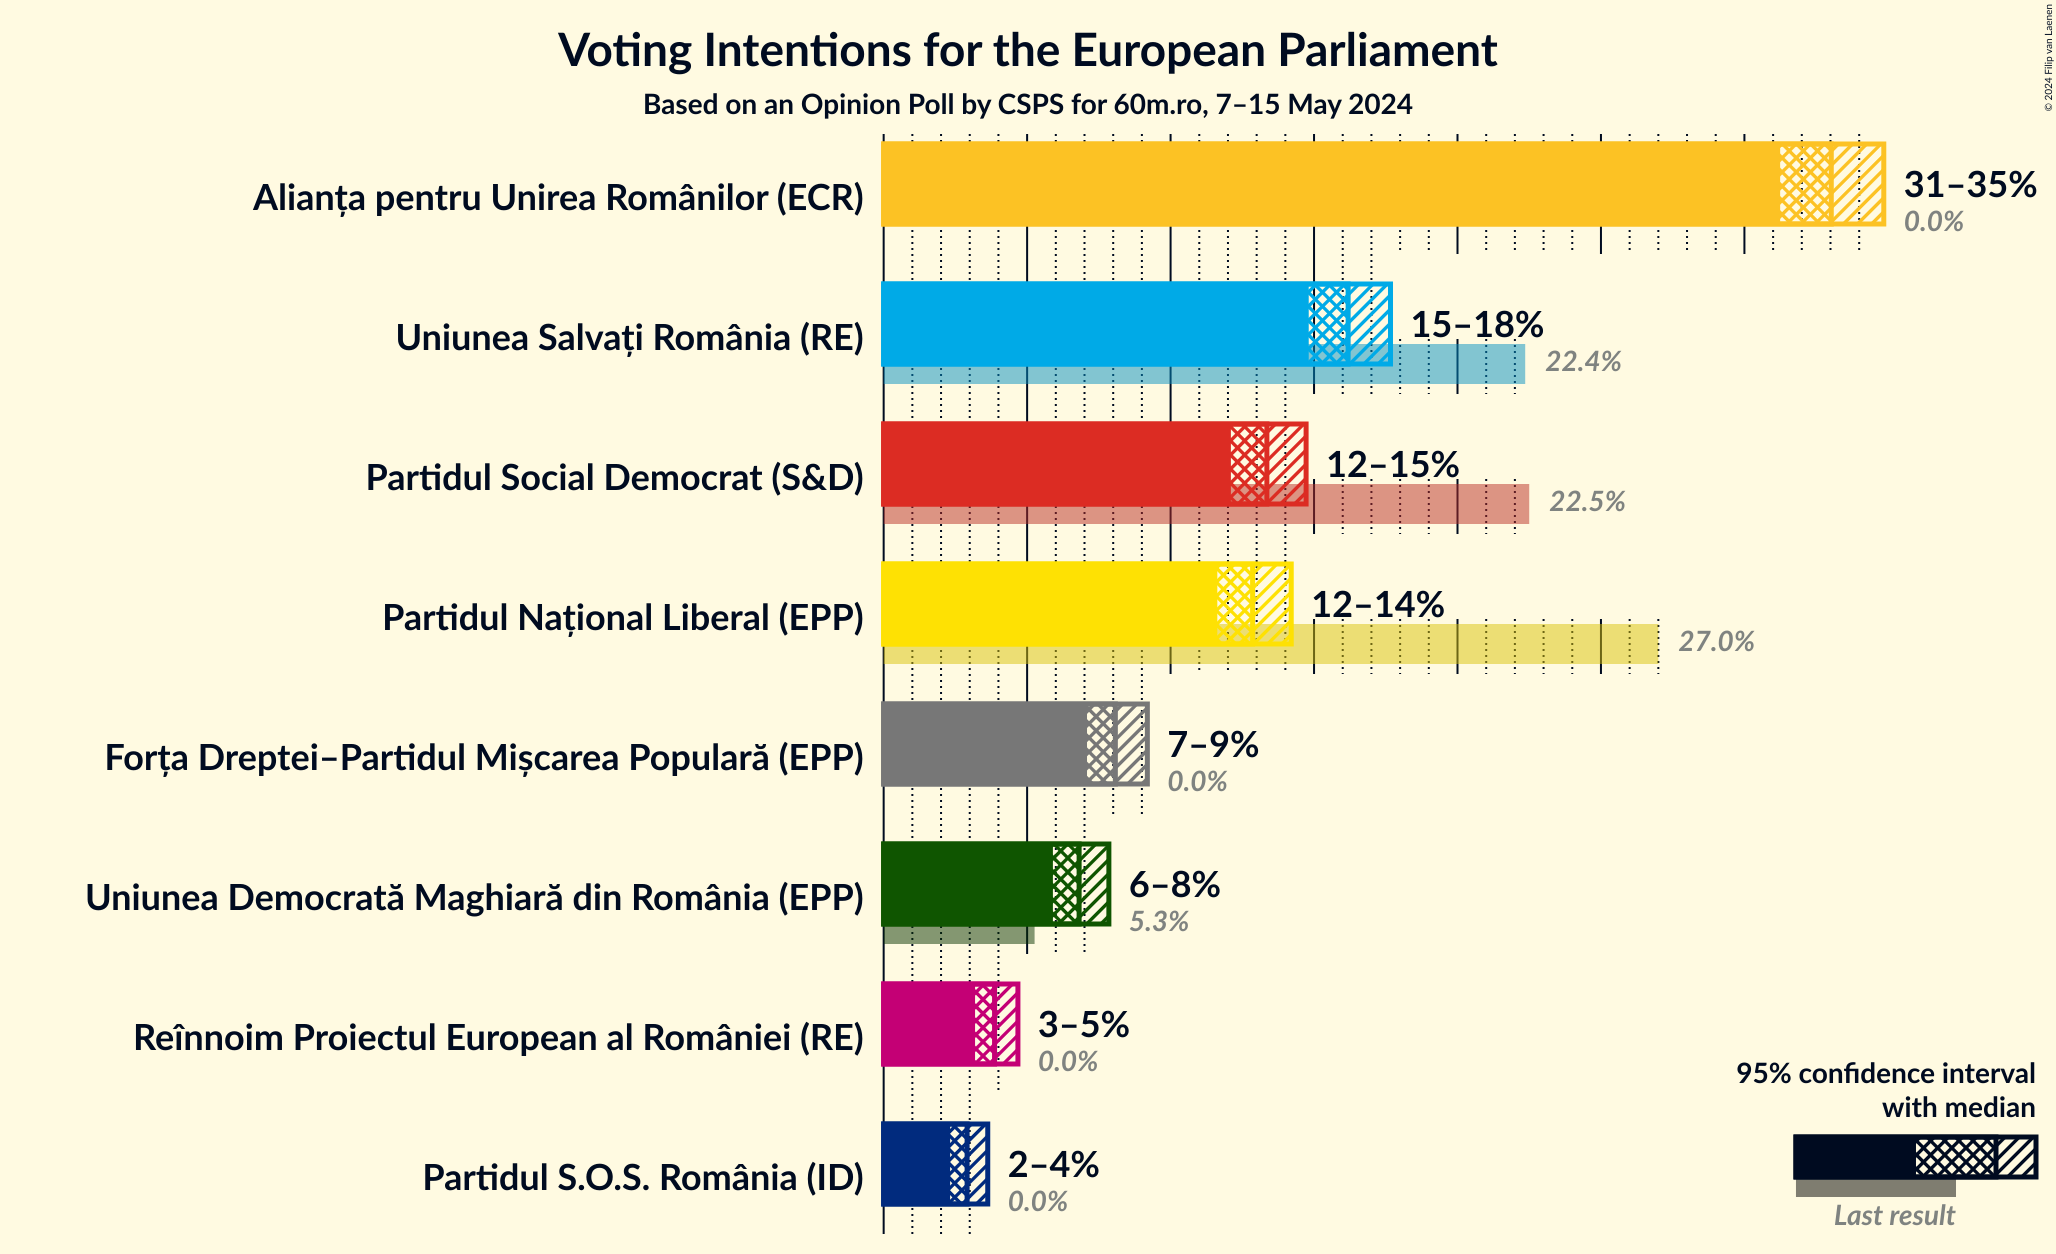 Voting Intentions for the European Parliament
Based on an Opinion Poll by CSPS for 60m.ro, 7–15 May 2024
© 2024 Filip van Laenen
Alianța pentru Unirea Românilor (ECR)
31–35%
0.0%
Uniunea Salvați România (RE)
15–18%
22.4%
Partidul Social Democrat (S&D)
12–15%
22.5%
Partidul Național Liberal (EPP)
12–14%
27.0%
Forța Dreptei–Partidul Mișcarea Populară (EPP)
7–9%
0.0%
Uniunea Democrată Maghiară din România (EPP)
6–8%
5.3%
Reînnoim Proiectul European al României (RE)
3–5%
0.0%
Partidul S.O.S. România (ID)
2–4%
0.0%
95% confidence interval
with median
Last result